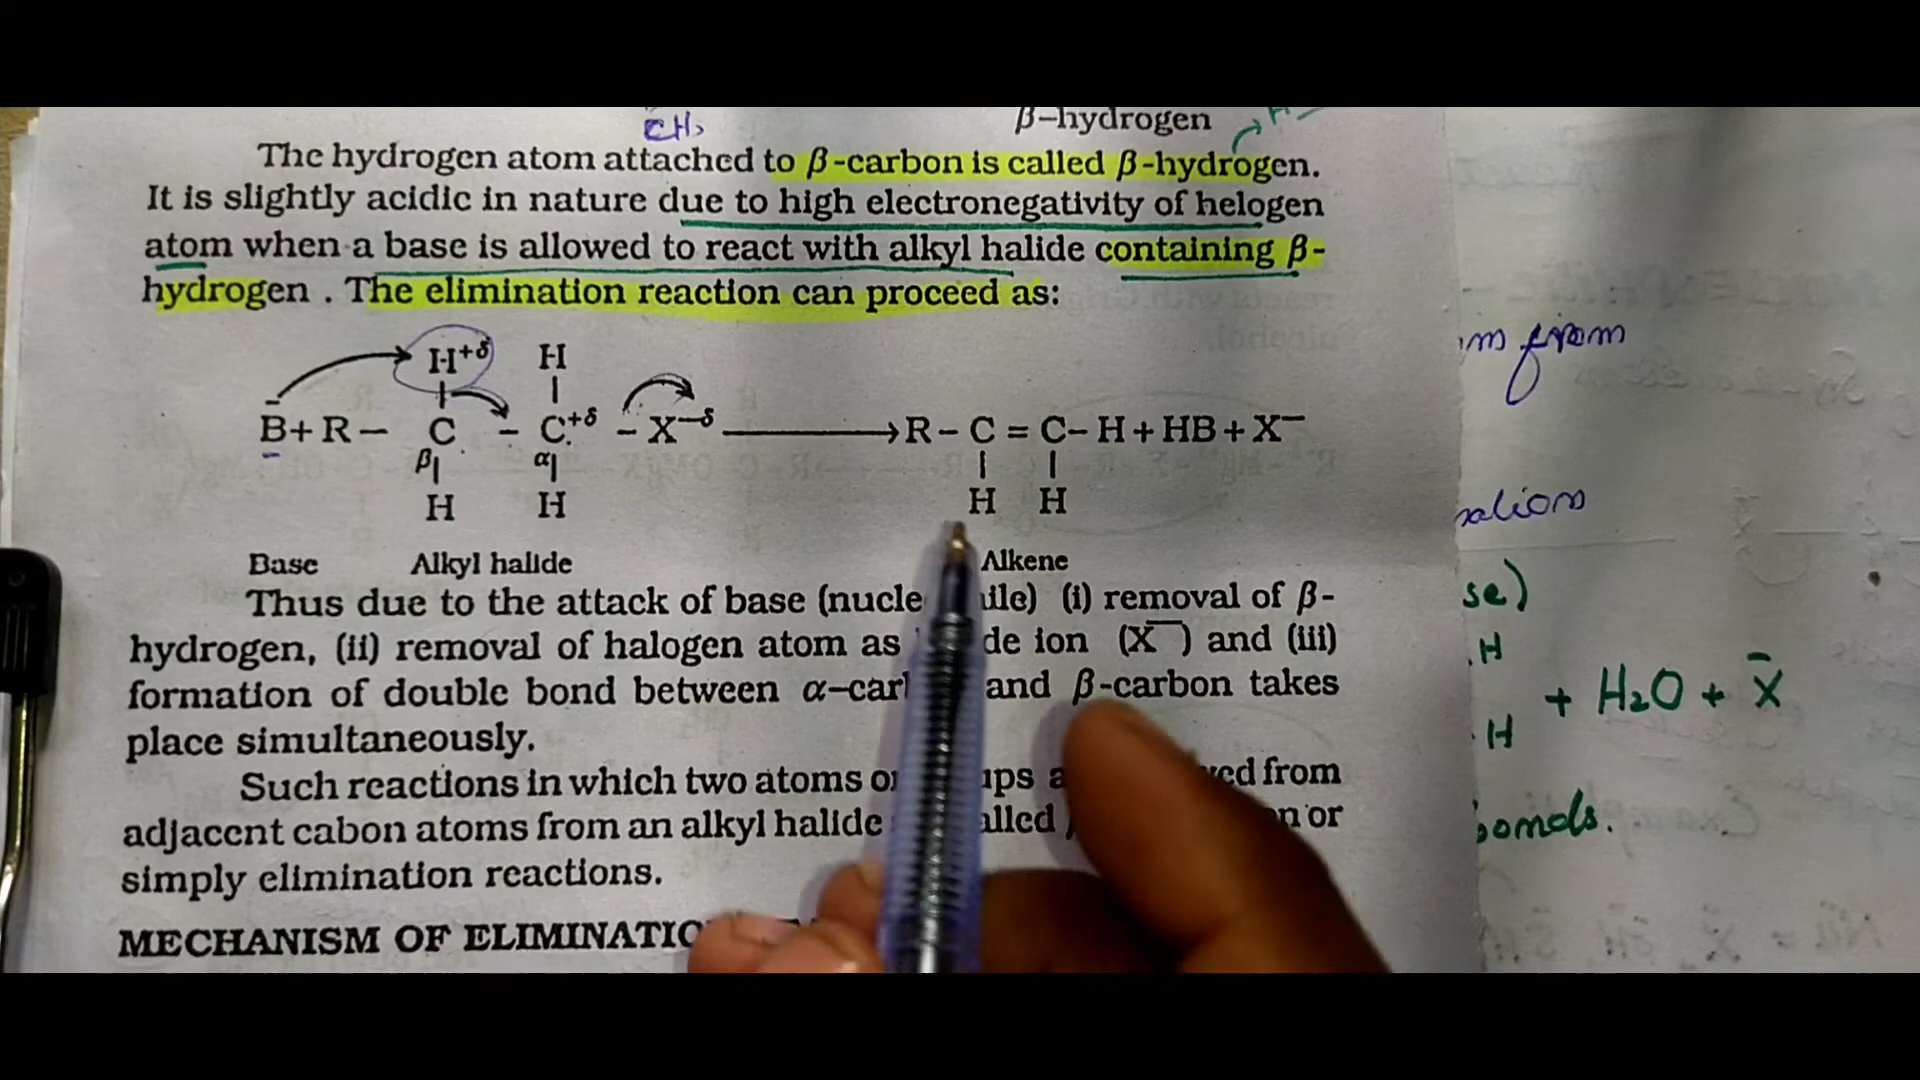 CH₃
β–hydrogen
The hydrogen atom attached to β-carbon is called β-hydrogen.
It is slightly acidic in nature due to high electronegativity of helogen
atom when a base is allowed to react with alkyl halide containing β-
hydrogen . The elimination reaction can proceed as:
H⁺ᵟ H
B̄ + R – C – C⁺ᵟ – X⁻ᵟ → R – C = C – H + HB + X⁻
β α
H H H H
Base Alkyl halide Alkene
Thus due to the attack of base (nucle ile) (i) removal of β-
hydrogen, (ii) removal of halogen atom as de ion (X⁻) and (iii)
formation of double bond between α–car and β-carbon takes
place simultaneously.
Such reactions in which two atoms o ups a ed from
adjacent cabon atoms from an alkyl halide alled n or
simply elimination reactions.
MECHANISM OF ELIMINATIO
m from
ations
se)
H
+ H₂O + X̄
H
bonds.